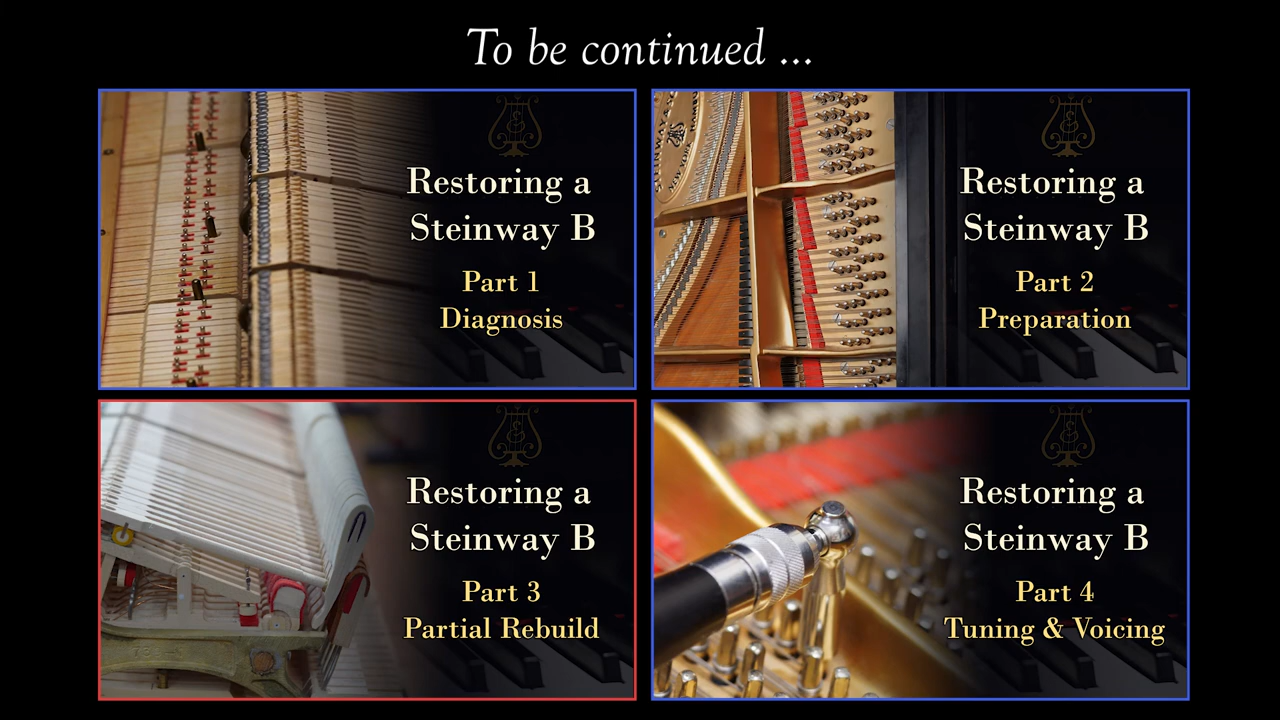 To be continued ...
Restoring a
Steinway B
Part 1
Diagnosis
Restoring a
Steinway B
Part 2
Preparation
Restoring a
Steinway B
Part 3
Partial Rebuild
Restoring a
Steinway B
Part 4
Tuning & Voicing